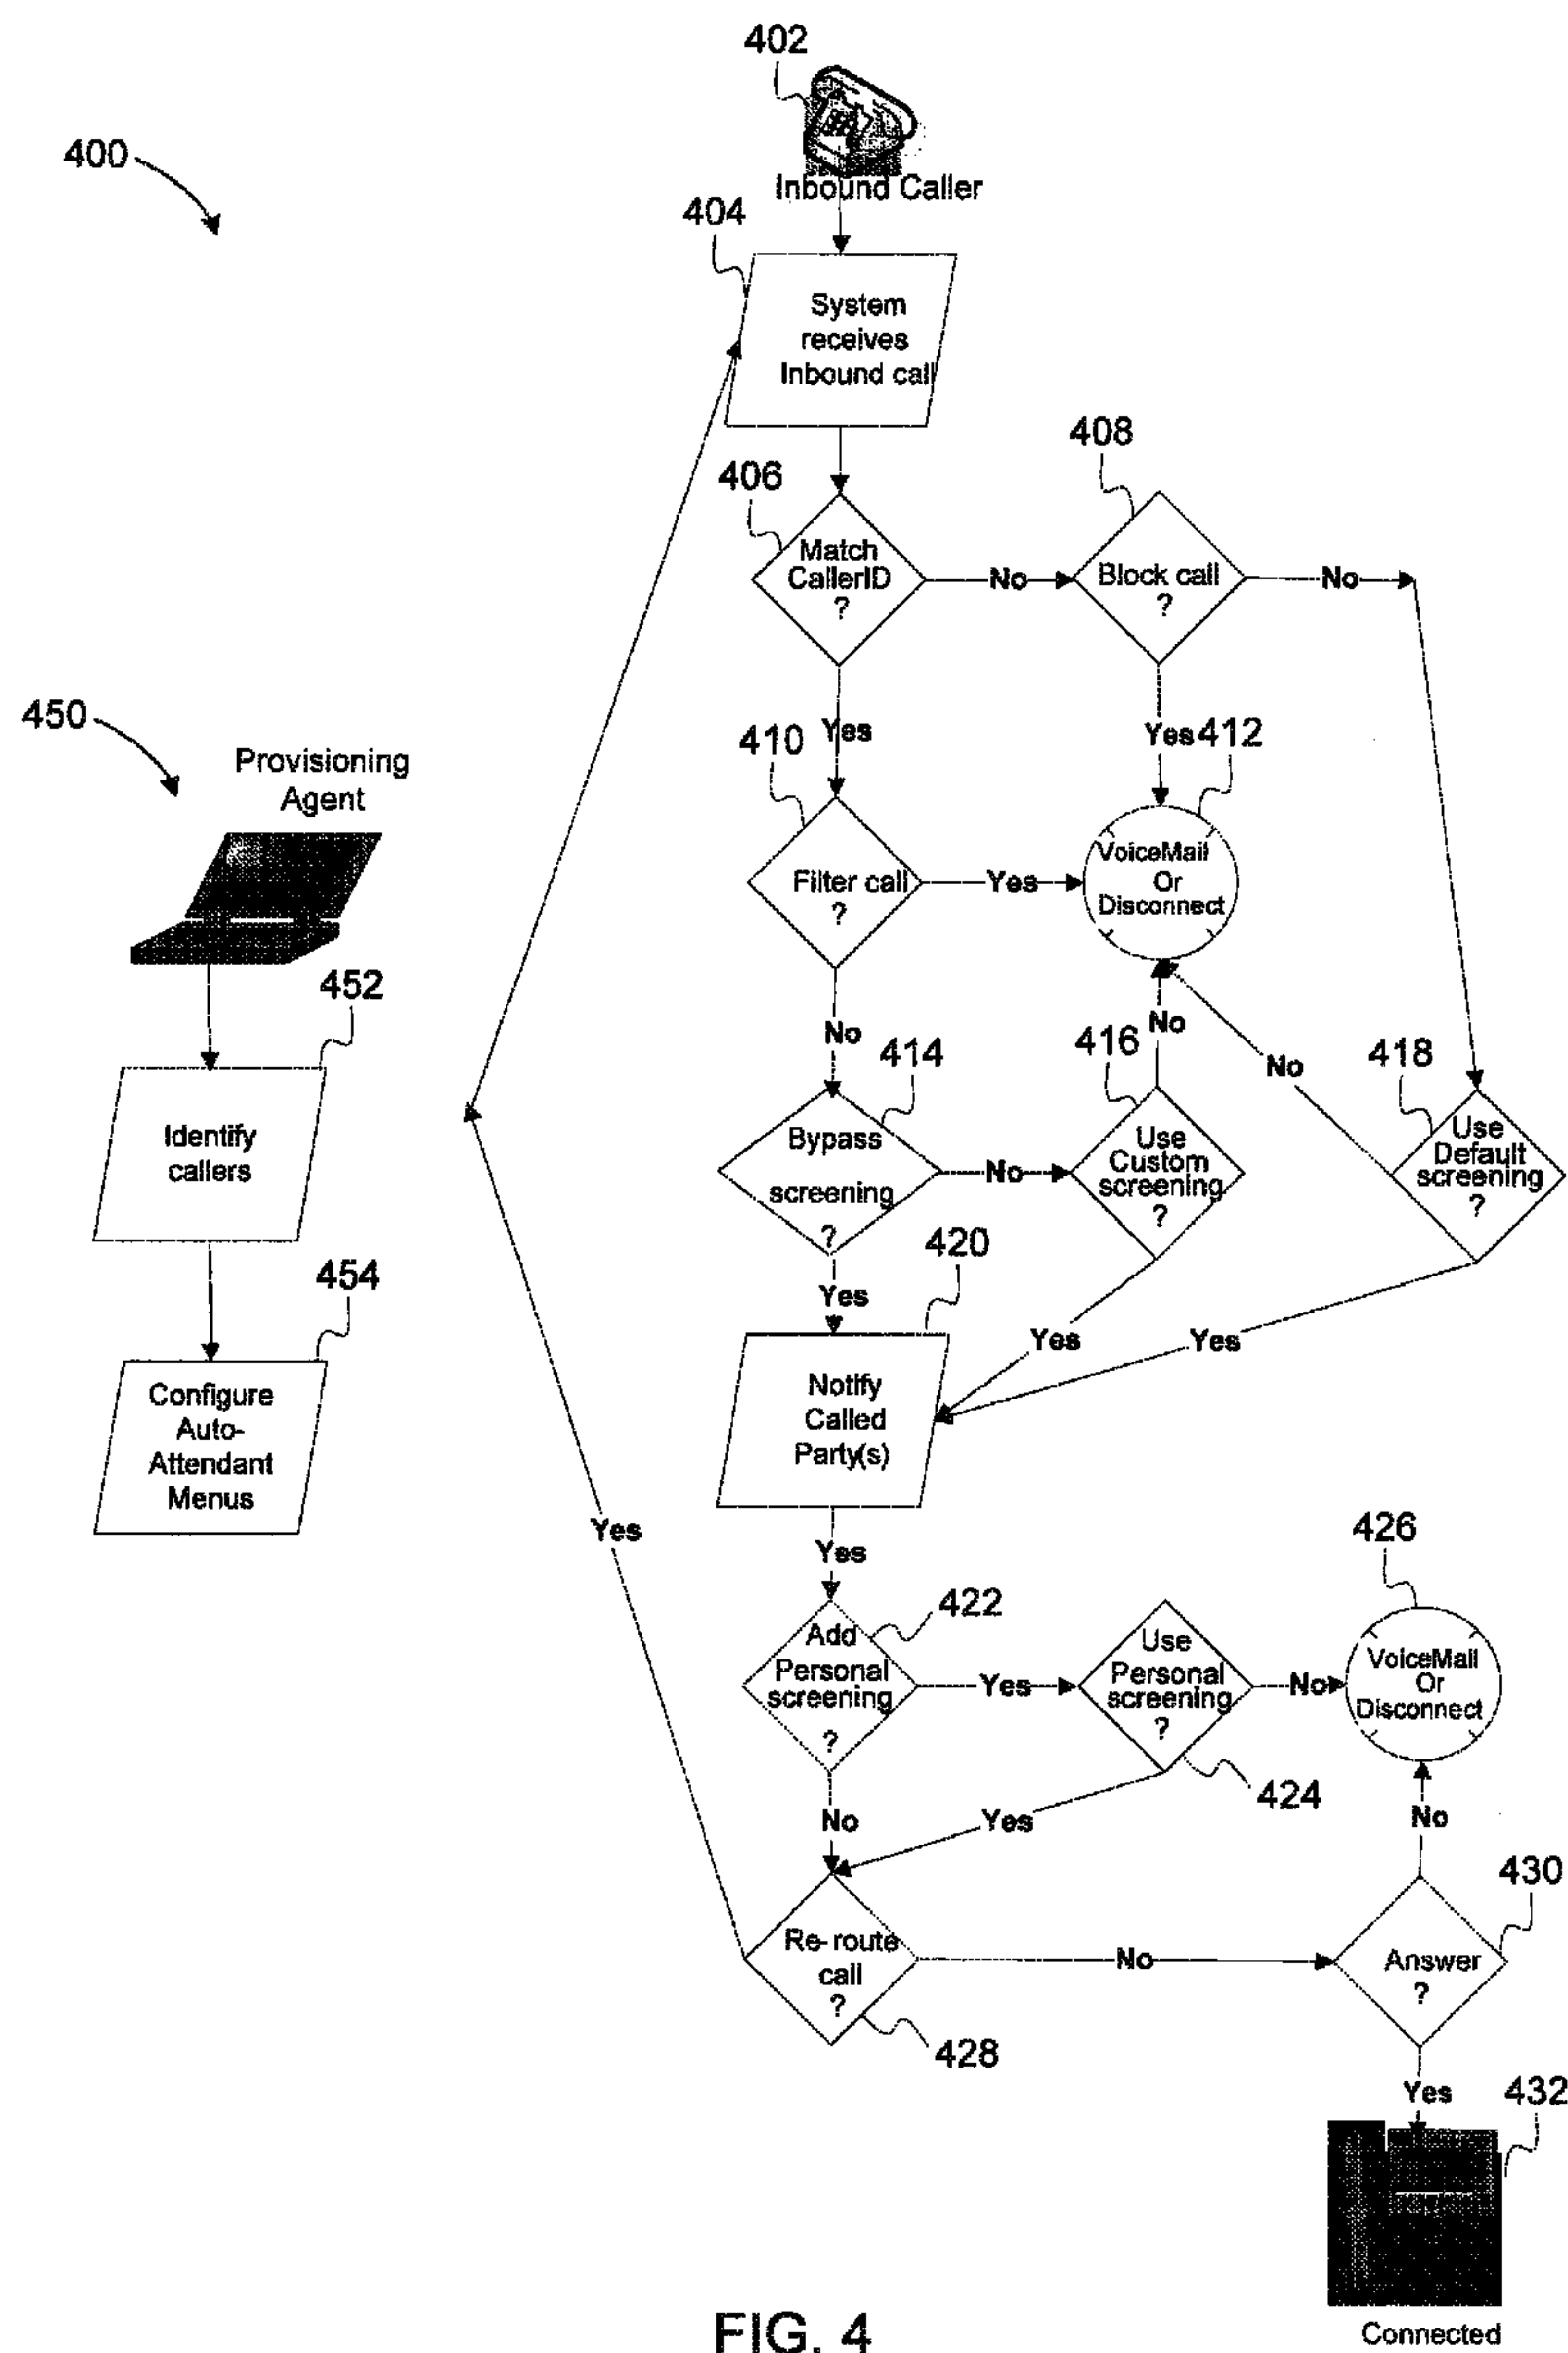 402
400
Inbound Caller
404
System
receives
Inbound call
408
406
Match
CallerID
?
No
Block call
?
No
450
Provisioning
Agent
410
Yes
Yes
412
VoiceMail
Or
Disconnect
Filter call
?
Yes
452
No
414
416
No
No
418
Identify
callers
Bypass
screening
?
No
Use
Custom
screening
?
Use
Default
screening
?
420
454
Yes
Yes
Yes
Configure
Auto-
Attendant
Menus
Notify
Called
Party(s)
Yes
Yes
426
422
Add
Personal
screening
?
Yes
Use
Personal
screening
?
No
VoiceMail
Or
Disconnect
424
No
Yes
No
430
Re-route
call
?
No
Answer
?
428
Yes
432
Connected
FIG. 4